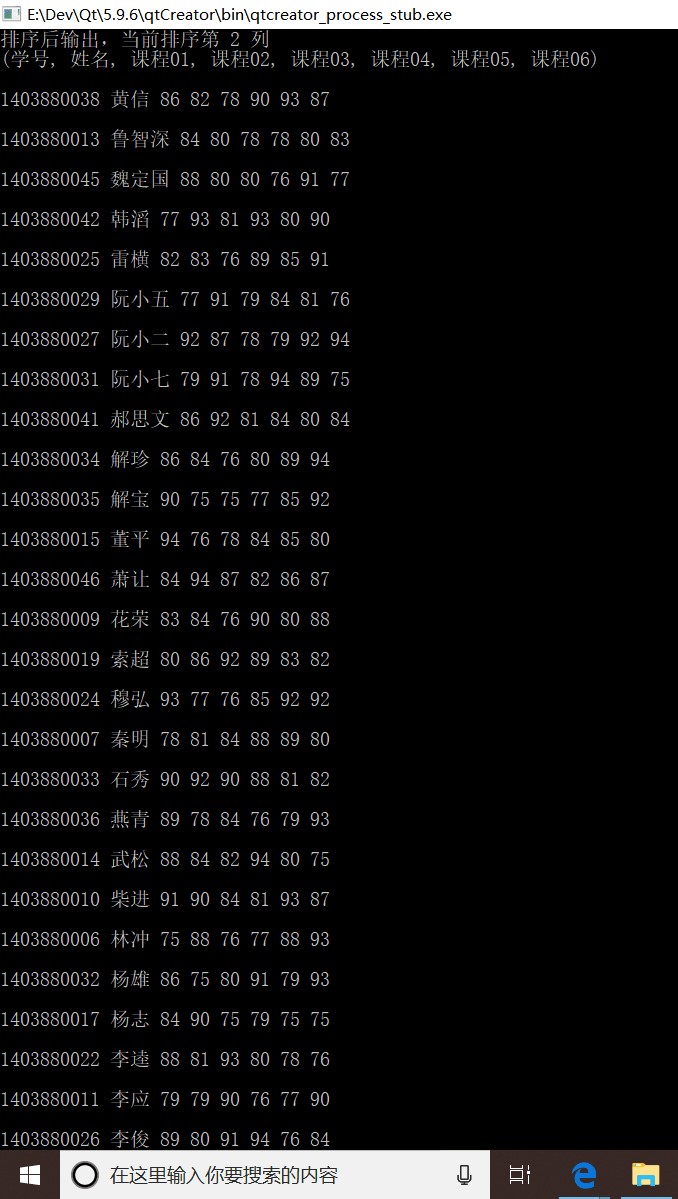 E:\Dev\Qt\5.9.6\qtCreator\bin\qtcreator_process_stub.exe
排序后输出，当前排序第 2 列
(学号, 姓名, 课程01, 课程02, 课程03, 课程04, 课程05, 课程06)
1403880038 黄信 86 82 78 90 93 87
1403880013 鲁智深 84 80 78 78 80 83
1403880045 魏定国 88 80 80 76 91 77
1403880042 韩滔 77 93 81 93 80 90
1403880025 雷横 82 83 76 89 85 91
1403880029 阮小五 77 91 79 84 81 76
1403880027 阮小二 92 87 78 79 92 94
1403880031 阮小七 79 91 78 94 89 75
1403880041 郝思文 86 92 81 84 80 84
1403880034 解珍 86 84 76 80 89 94
1403880035 解宝 90 75 75 77 85 92
1403880015 董平 94 76 78 84 85 80
1403880046 萧让 84 94 87 82 86 87
1403880009 花荣 83 84 76 90 80 88
1403880019 索超 80 86 92 89 83 82
1403880024 穆弘 93 77 76 85 92 92
1403880007 秦明 78 81 84 88 89 80
1403880033 石秀 90 92 90 88 81 82
1403880036 燕青 89 78 84 76 79 93
1403880014 武松 88 84 82 94 80 75
1403880010 柴进 91 90 84 81 93 87
1403880006 林冲 75 88 76 77 88 93
1403880032 杨雄 86 75 80 91 79 93
1403880017 杨志 84 90 75 79 75 75
1403880022 李逵 88 81 93 80 78 76
1403880011 李应 79 79 90 76 77 90
1403880026 李俊 89 80 91 94 76 84
在这里输入你要搜索的内容